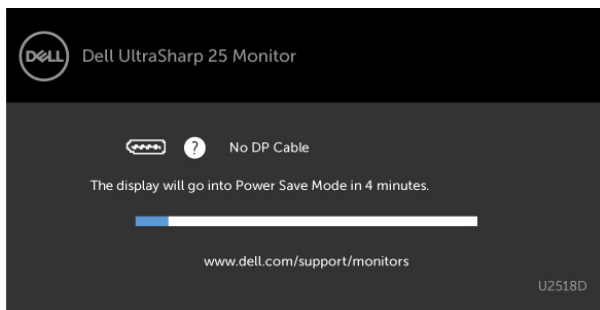 DELL Dell UltraSharp 25 Monitor
? No DP Cable
The display will go into Power Save Mode in 4 minutes.
www.dell.com/support/monitors
U2518D